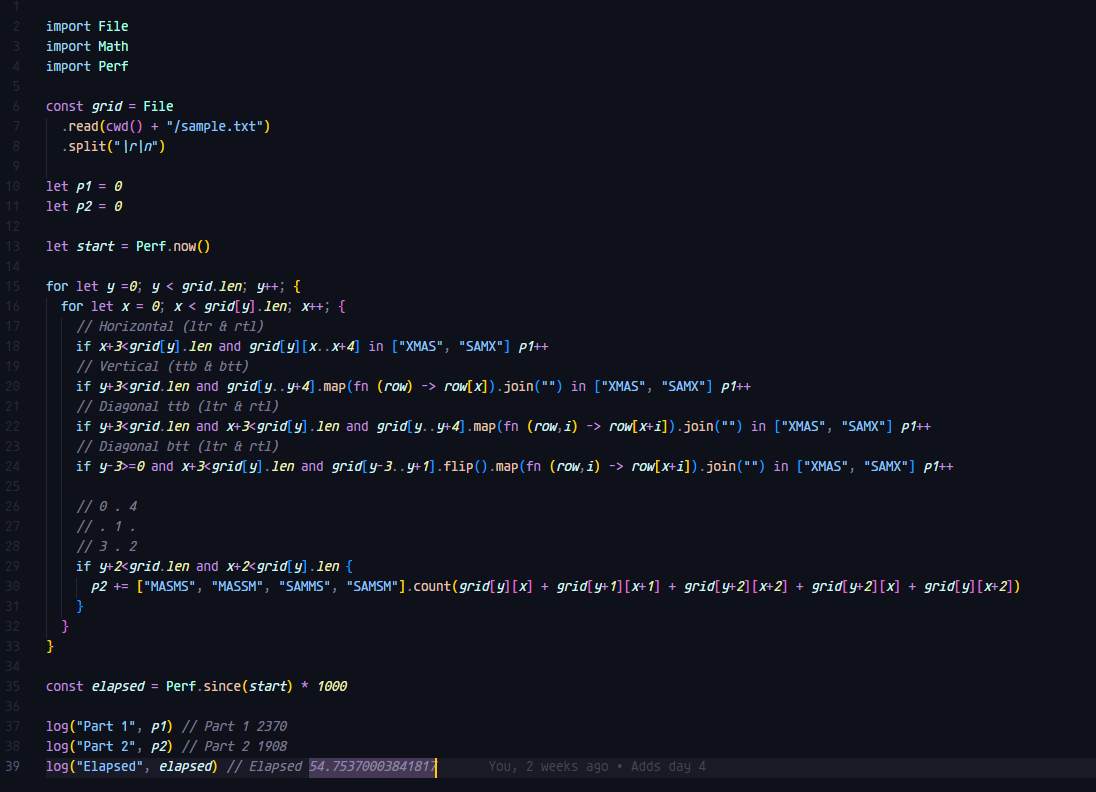 1
2 import File
3 import Math
4 import Perf
5
6 const grid = File
7 .read(cwd() + "/sample.txt")
8 .split("\r\n")
9
10 let p1 = 0
11 let p2 = 0
12
13 let start = Perf.now()
14
15 for let y =0; y < grid.len; y++; {
16 for let x = 0; x < grid[y].len; x++; {
17 // Horizontal (ltr & rtl)
18 if x+3<grid[y].len and grid[y][x..x+4] in ["XMAS", "SAMX"] p1++
19 // Vertical (ttb & btt)
20 if y+3<grid.len and grid[y..y+4].map(fn (row) -> row[x]).join("") in ["XMAS", "SAMX"] p1++
21 // Diagonal ttb (ltr & rtl)
22 if y+3<grid.len and x+3<grid[y].len and grid[y..y+4].map(fn (row,i) -> row[x+i]).join("") in ["XMAS", "SAMX"] p1++
23 // Diagonal btt (ltr & rtl)
24 if y-3>=0 and x+3<grid[y].len and grid[y-3..y+1].flip().map(fn (row,i) -> row[x+i]).join("") in ["XMAS", "SAMX"] p1++
25
26 // 0 . 4
27 // . 1 .
28 // 3 . 2
29 if y+2<grid.len and x+2<grid[y].len {
30 p2 += ["MASMS", "MASSM", "SAMMS", "SAMSM"].count(grid[y][x] + grid[y+1][x+1] + grid[y+2][x+2] + grid[y+2][x] + grid[y][x+2])
31 }
32 }
33 }
34
35 const elapsed = Perf.since(start) * 1000
36
37 log("Part 1", p1) // Part 1 2370
38 log("Part 2", p2) // Part 2 1908
39 log("Elapsed", elapsed) // Elapsed 54.75370003841817 You, 2 weeks ago • Adds day 4